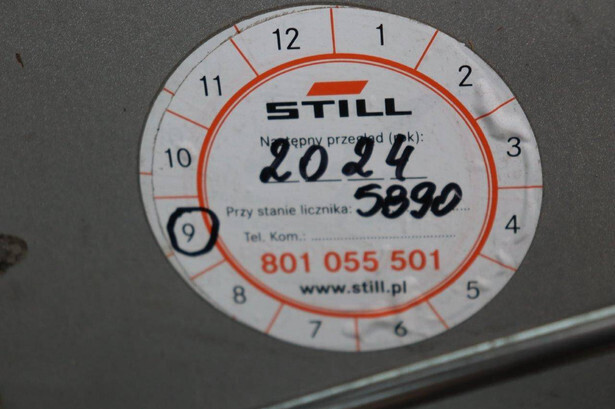 12
1
2
3
4
5
6
7
8
9
10
11
STILL
Następny przegląd (rok):
2024
Przy stanie licznika: 5890
Tel. Kom.:
801 055 501
www.still.pl